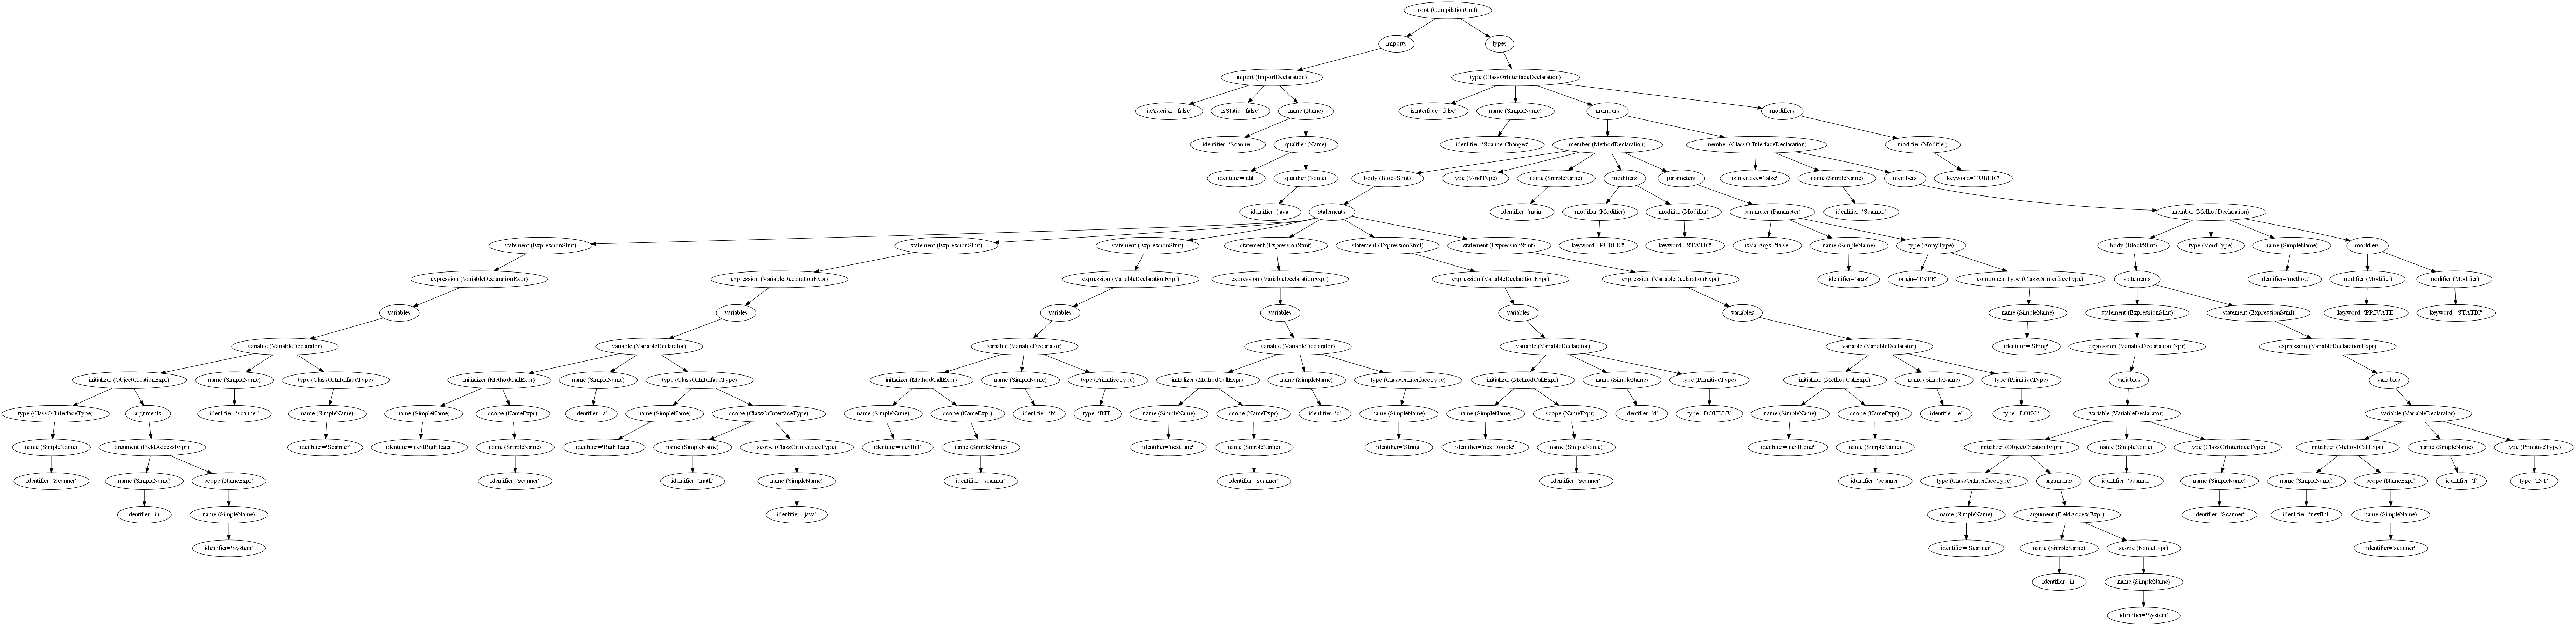 root (CompilationUnit)
imports types
import (ImportDeclaration) type (ClassOrInterfaceDeclaration)
isAsterisk='false' isStatic='false' name (Name) isInterface='false' name (SimpleName) members modifiers
identifier='Scanner' qualifier (Name) identifier='ScannerChanges' member (MethodDeclaration) member (ClassOrInterfaceDeclaration) modifier (Modifier)
identifier='util' qualifier (Name) body (BlockStmt) type (VoidType) name (SimpleName) modifiers parameters isInterface='false' name (SimpleName) members keyword='PUBLIC'
identifier='java' statements identifier='main' modifier (Modifier) modifier (Modifier) parameter (Parameter) identifier='Scanner' member (MethodDeclaration)
statement (ExpressionStmt) statement (ExpressionStmt) statement (ExpressionStmt) statement (ExpressionStmt) statement (ExpressionStmt) statement (ExpressionStmt) keyword='PUBLIC' keyword='STATIC' isVarArgs='false' name (SimpleName) type (ArrayType) body (BlockStmt) type (VoidType) name (SimpleName) modifiers
expression (VariableDeclarationExpr) expression (VariableDeclarationExpr) expression (VariableDeclarationExpr) expression (VariableDeclarationExpr) expression (VariableDeclarationExpr) expression (VariableDeclarationExpr) identifier='args' origin='TYPE' componentType (ClassOrInterfaceType) statements identifier='method' modifier (Modifier) modifier (Modifier)
variables variables variables variables variables variables name (SimpleName) statement (ExpressionStmt) statement (ExpressionStmt) keyword='PRIVATE' keyword='STATIC'
variable (VariableDeclarator) variable (VariableDeclarator) variable (VariableDeclarator) variable (VariableDeclarator) variable (VariableDeclarator) variable (VariableDeclarator) identifier='String' expression (VariableDeclarationExpr) expression (VariableDeclarationExpr)
initializer (ObjectCreationExpr) name (SimpleName) type (ClassOrInterfaceType) initializer (MethodCallExpr) name (SimpleName) type (ClassOrInterfaceType) initializer (MethodCallExpr) name (SimpleName) type (PrimitiveType) initializer (MethodCallExpr) name (SimpleName) type (ClassOrInterfaceType) initializer (MethodCallExpr) name (SimpleName) type (PrimitiveType) initializer (MethodCallExpr) name (SimpleName) type (PrimitiveType) variables variables
type (ClassOrInterfaceType) arguments identifier='scanner' name (SimpleName) name (SimpleName) scope (NameExpr) identifier='a' name (SimpleName) scope (ClassOrInterfaceType) name (SimpleName) scope (NameExpr) identifier='b' type='INT' name (SimpleName) scope (NameExpr) identifier='c' name (SimpleName) name (SimpleName) scope (NameExpr) identifier='d' type='DOUBLE' name (SimpleName) scope (NameExpr) identifier='e' type='LONG' variable (VariableDeclarator) variable (VariableDeclarator)
name (SimpleName) argument (FieldAccessExpr) identifier='Scanner' identifier='nextBigInteger' name (SimpleName) identifier='BigInteger' name (SimpleName) scope (ClassOrInterfaceType) identifier='nextInt' name (SimpleName) identifier='nextLine' name (SimpleName) identifier='String' identifier='nextDouble' name (SimpleName) identifier='nextLong' name (SimpleName) initializer (ObjectCreationExpr) name (SimpleName) type (ClassOrInterfaceType) initializer (MethodCallExpr) name (SimpleName) type (PrimitiveType)
identifier='Scanner' name (SimpleName) scope (NameExpr) identifier='scanner' identifier='math' name (SimpleName) identifier='scanner' identifier='scanner' identifier='scanner' identifier='scanner' type (ClassOrInterfaceType) arguments identifier='scanner' name (SimpleName) name (SimpleName) scope (NameExpr) identifier='f' type='INT'
identifier='in' name (SimpleName) identifier='java' name (SimpleName) argument (FieldAccessExpr) identifier='Scanner' identifier='nextInt' name (SimpleName)
identifier='System' identifier='Scanner' name (SimpleName) scope (NameExpr) identifier='scanner'
identifier='in' name (SimpleName)
identifier='System'